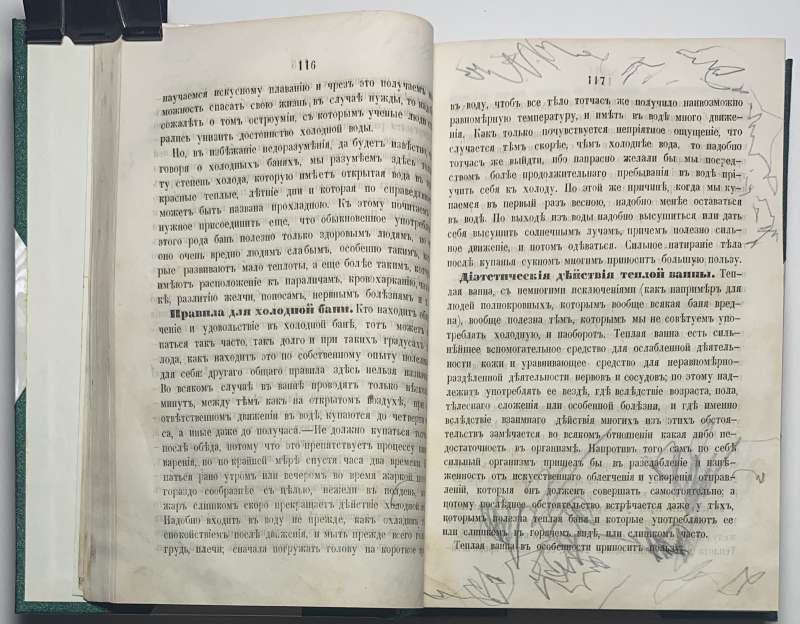 116
научаемся искусному плаванію и чрезъ это получаемъ
можность спасать свою жизнь въ случаѣ нужды, то
сожалѣть о томъ остроуміи, съ которымъ ученые
рались унизить достоинство холодной воды.
Но, въ избѣжаніе недоразумѣнія, да будетъ
говоря о холодныхъ баняхъ, мы разумѣемъ здѣсь
ту степень холода, которую имѣетъ открытая вода въ
красные теплые, лѣтніе дни и которая по
можетъ быть названа прохладною. Къ этому
нужное присоединить еще, что обыкновенное
этого рода бань полезно только здоровымъ людямъ,
оно очень вредно людямъ слабымъ, особенно
рые развиваютъ мало теплоты, а еще болѣе такимъ,
имѣютъ расположеніе къ параличамъ, кровохарканію,
кѣ, разлитію желчи, поносамъ, нервнымъ болѣзнямъ и
Правила для холодной бани. Кто находитъ
ченіе и удовольствіе въ холодной банѣ, тотъ можетъ
паться такъ часто, такъ долго и при такихъ градусахъ
лода, какъ находитъ это по собственному опыту
для себя: другаго общаго правила здѣсь нельзя
Во всякомъ случаѣ въ ваннѣ проводятъ только
минутъ, между тѣмъ какъ на открытомъ воздухѣ, при
отвѣтственномъ движеніи въ водѣ, купаются до
са, а иные даже до получаса.—Не должно купаться
послѣ обѣда, потому что это препятствуетъ процессу
варенія, но по крайней мѣрѣ спустя часа два времени
паться рано утромъ или вечеромъ во время жаркой
гораздо сообразнѣе съ цѣлью, нежели въ полдень,
жаръ слишкомъ скоро прекращаетъ дѣйствіе холодной
Надобно входить въ воду не прежде, какъ
спокойствіемъ послѣ движенія, и мыть прежде всего
грудь, плечи, сначала погружать голову на короткое
117
въ воду, чтобъ все тѣло тотчасъ же получило наивозможно
равномѣрную температуру, и имѣть въ водѣ много движе-
нія. Какъ только почувствуется непріятное ощущеніе, что
случается тѣмъ скорѣе, чѣмъ холоднѣе вода, то надобно
тотчасъ же выйдти, ибо напрасно желали бы мы посред-
ствомъ болѣе продолжительнаго пребыванія въ водѣ прі-
учить себя къ холоду. По этой же причинѣ, когда мы ку-
паемся въ первый разъ весною, надобно менѣе оставаться
въ водѣ. По выходѣ изъ воды надобно высушиться или дать
себя высушить солнечнымъ лучамъ, причемъ полезно силь-
ное движеніе, и потомъ одѣваться. Сильное натираніе тѣла
послѣ купанья сукномъ многимъ приноситъ большую пользу.
Діэтетическія дѣйствія теплой ванны. Теп-
лая ванна, съ немногими исключеніями (какъ напримѣръ для
людей полнокровныхъ, которымъ вообще всякая баня вред-
на), вообще полезна тѣмъ, которымъ мы не совѣтуемъ упо-
треблять холодную, и наоборотъ. Теплая ванна есть силь-
нѣйшее вспомогательное средство для ослабленной дѣятель-
ности кожи и уравнивающее средство для неравномѣрно-
раздѣленной дѣятельности нервовъ и сосудовъ; по этому над-
лежитъ употреблять ее вездѣ, гдѣ вслѣдствіе возраста, пола,
тѣлеснаго сложенія или особенной болѣзни, и гдѣ именно
вслѣдствіе взаимнаго дѣйствія многихъ изъ этихъ обстоя-
тельствъ замѣчается во всякомъ отношеніи какая либо не-
достаточность въ организмѣ. Напротивъ того самъ по себѣ
сильный организмъ пришелъ бы въ разслабленіе и изнѣ-
женность отъ искусственнаго облегченія и ускоренія отправ-
леній, которыя онъ долженъ совершать самостоятельно; а
потому послѣднее обстоятельство встрѣчается даже у тѣхъ,
которымъ полезна теплая баня и которые употребляютъ ее
или слишкомъ въ горячемъ видѣ, или слишкомъ часто.
Теплая ванна въ особенности приноситъ пользу